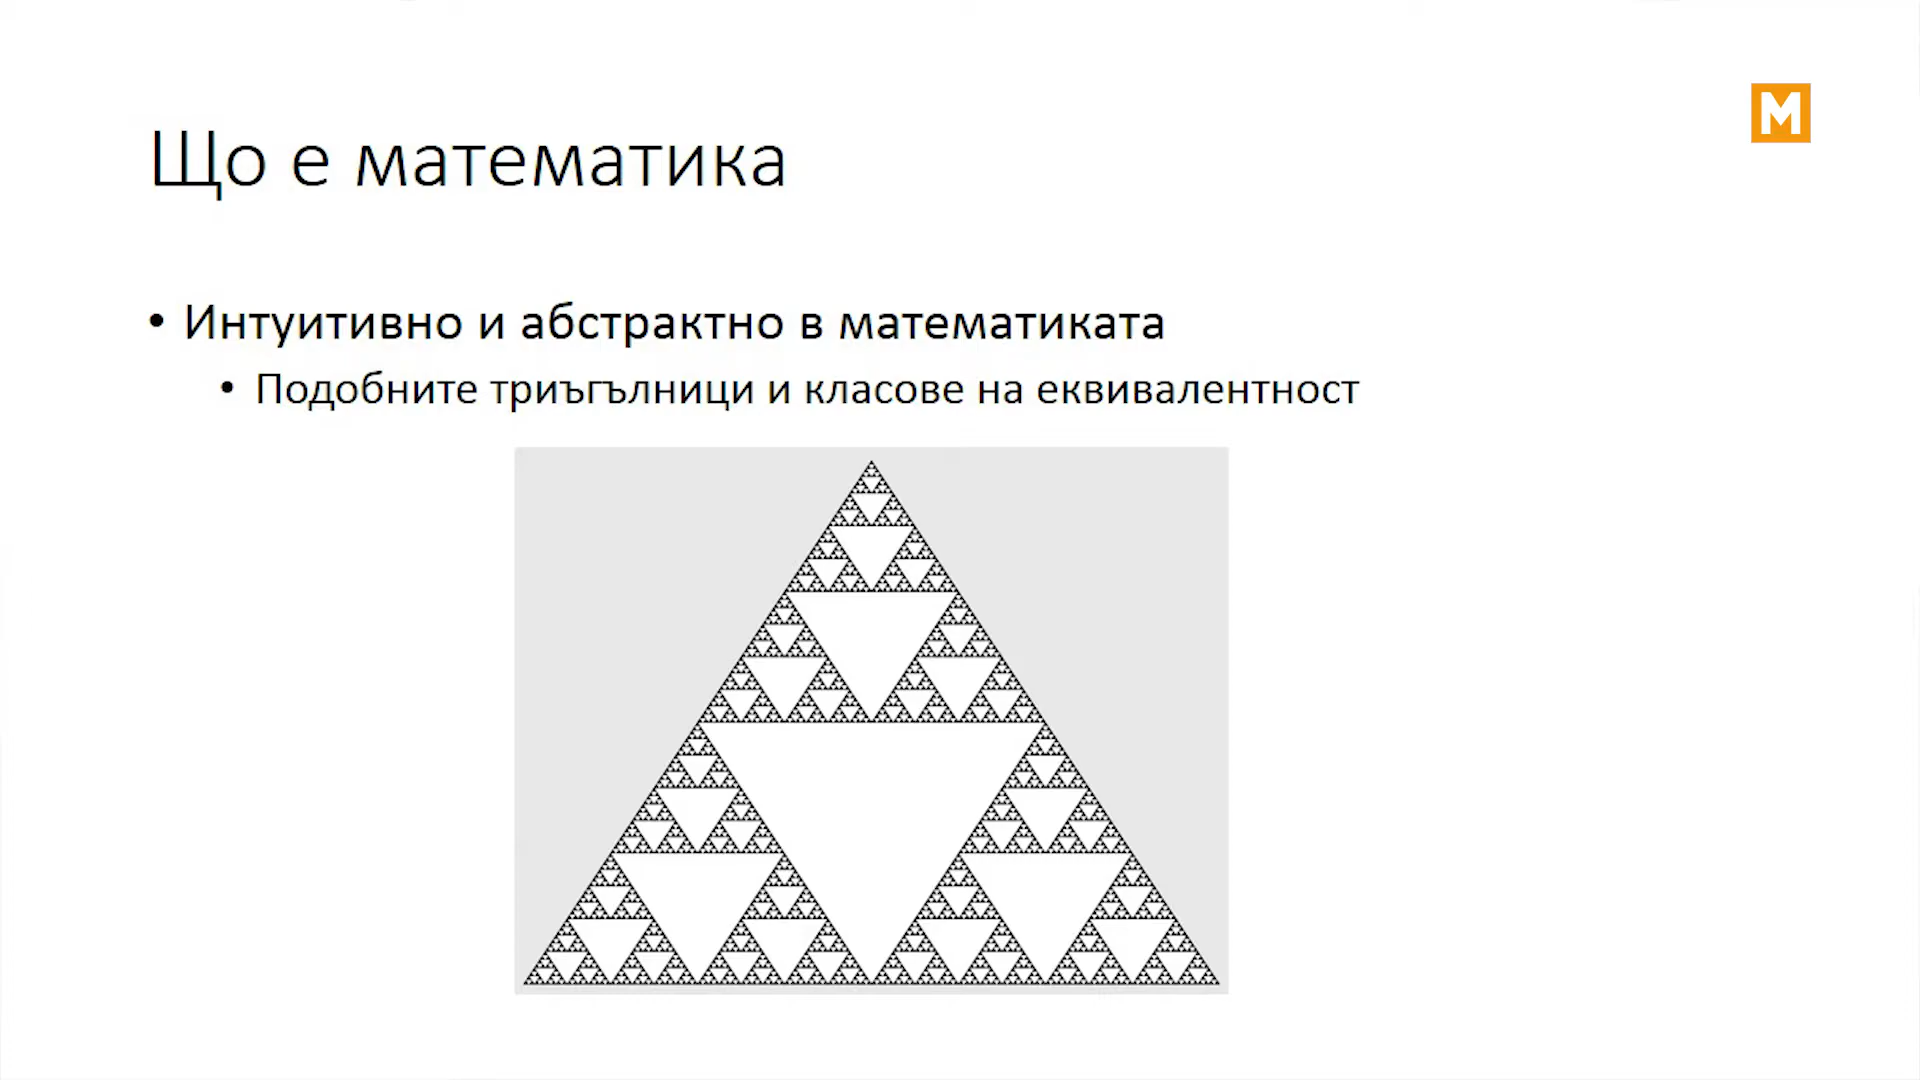 M
Що е математика
• Интуитивно и абстрактно в математиката
• Подобните триъгълници и класове на еквивалентност